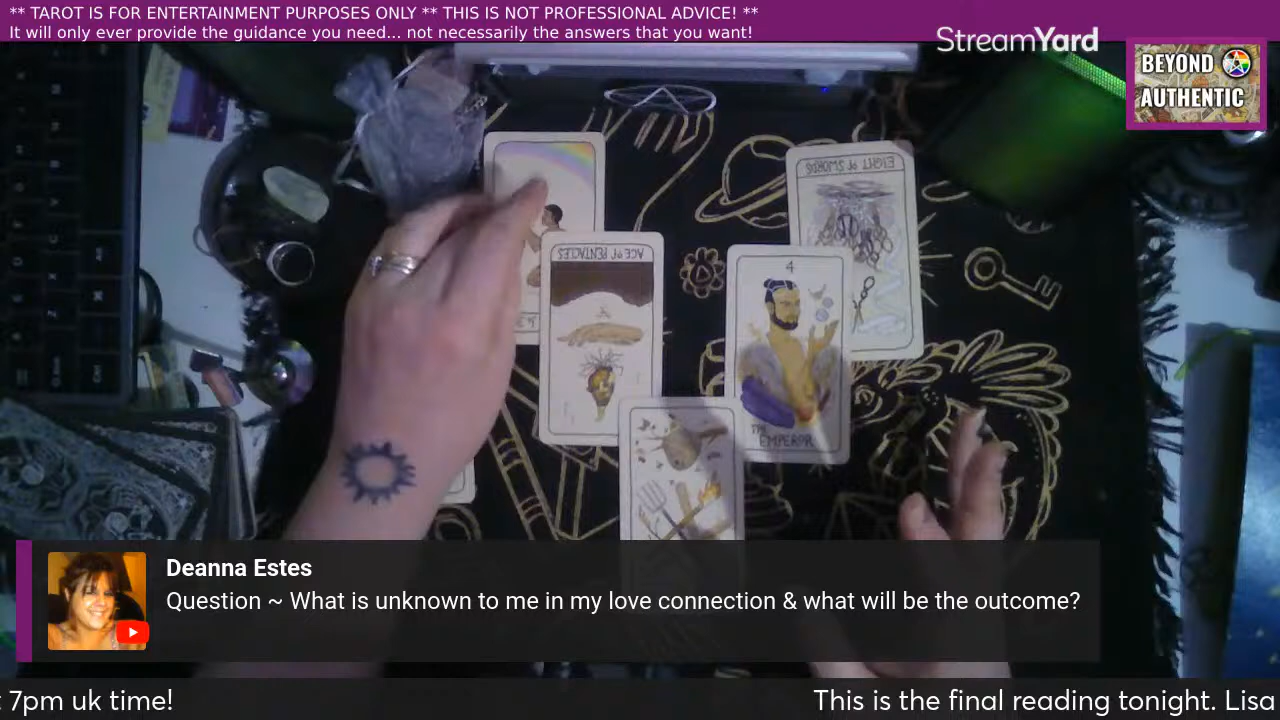 ** TAROT IS FOR ENTERTAINMENT PURPOSES ONLY ** THIS IS NOT PROFESSIONAL ADVICE! **
It will only ever provide the guidance you need... not necessarily the answers that you want!
StreamYard
BEYOND
AUTHENTIC
EIGHT of SWORDS
ACE of PENTACLES
4
THE
EMPEROR
Deanna Estes
Question ~ What is unknown to me in my love connection & what will be the outcome?
7pm uk time!
This is the final reading tonight. Lisa